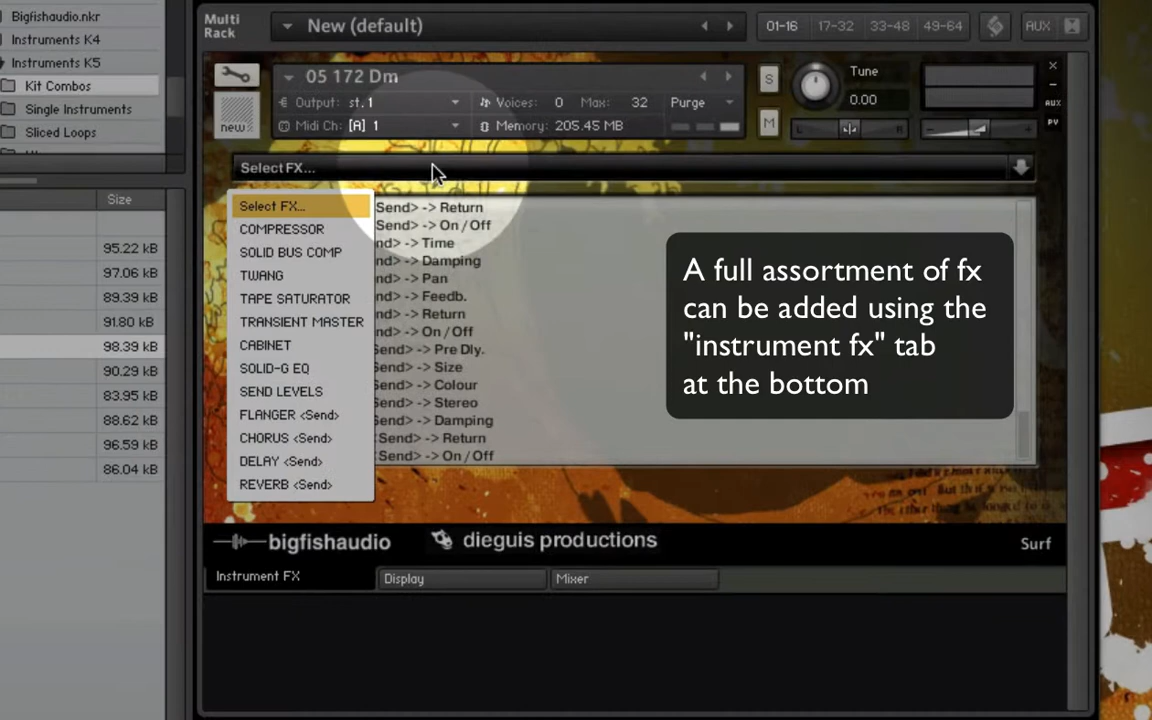 Bigfishaudio.nkr
Instruments K4
Instruments K5
Kit Combos
Single Instruments
Sliced Loops
Size
95.22 kB
97.06 kB
89.39 kB
91.80 kB
98.39 kB
90.29 kB
83.95 kB
88.62 kB
96.59 kB
86.04 kB
Multi
Rack
New (default)
01-16 17-32 33-48 49-64 AUX
05 172 Dm
Output: st. 1 Voices: 0 Max: 32 Purge
Midi Ch: [A] 1 Memory: 205.45 MB
new
S
M
Tune
0.00
L R
AUX
PV
Select FX...
Select FX...
COMPRESSOR
SOLID BUS COMP
TWANG
TAPE SATURATOR
TRANSIENT MASTER
CABINET
SOLID-G EQ
SEND LEVELS
FLANGER <Send>
CHORUS <Send>
DELAY <Send>
REVERB <Send>
Send> -> Return
Send> -> On / Off
nd> -> Time
nd> -> Damping
nd> -> Pan
nd> -> Feedb.
nd> -> Return
nd> -> On / Off
Send> -> Pre Dly.
Send> -> Size
Send> -> Colour
Send> -> Stereo
Send> -> Damping
Send> -> Return
Send> -> On / Off
A full assortment of fx
can be added using the
"instrument fx" tab
at the bottom
bigfishaudio dieguis productions Surf
Instrument FX Display Mixer